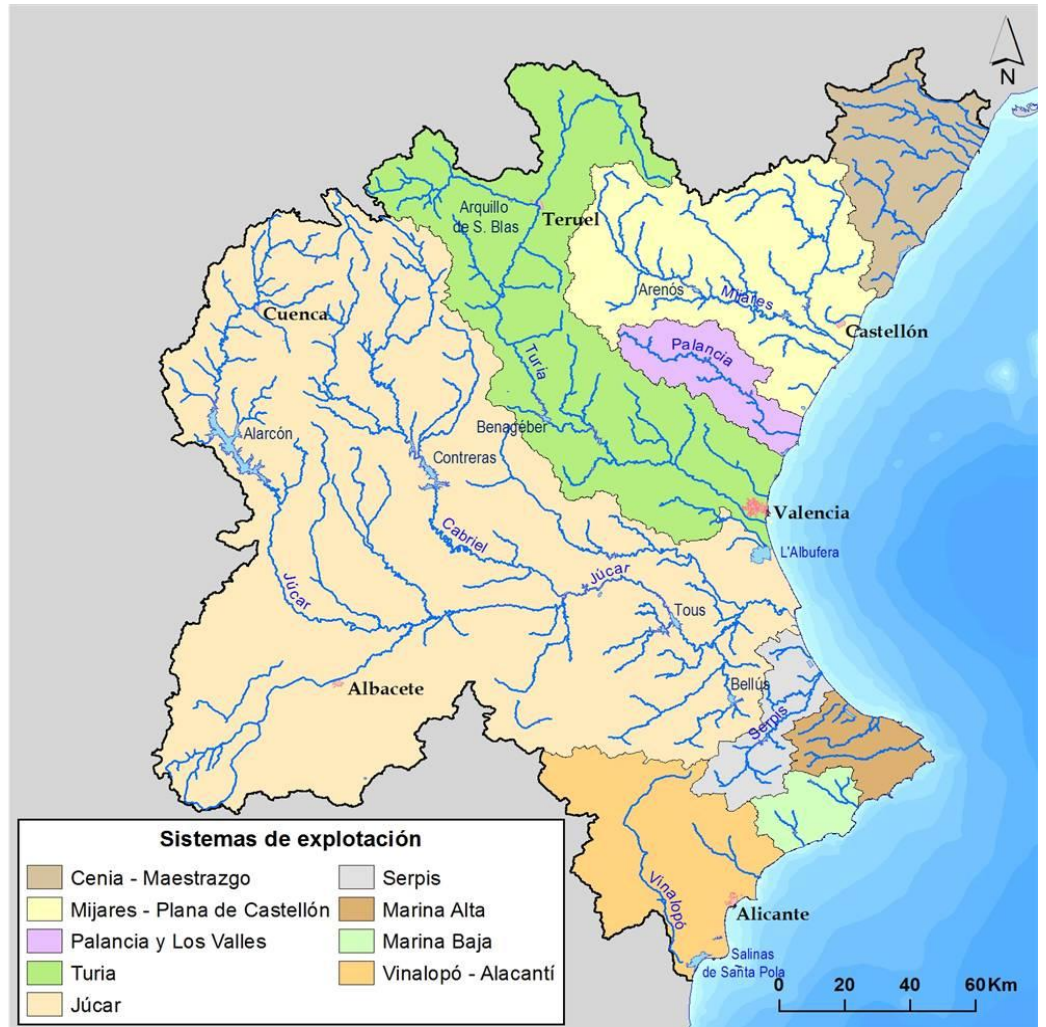 N
Arquillo
de S. Blas
Teruel
Arenós
Mijares
Castellón
Cuenca
Palancia
Turia
Benagéber
Alarcón
Contreras
Valencia
Cabriel
L'Albufera
Júcar
Júcar
Tous
Albacete
Bellús
Serpis
Vinalopó
Alicante
Salinas
de Santa Pola
Sistemas de explotación
Cenia - Maestrazgo
Mijares - Plana de Castellón
Palancia y Los Valles
Turia
Júcar
Serpis
Marina Alta
Marina Baja
Vinalopó - Alacantí
0 20 40 60 Km